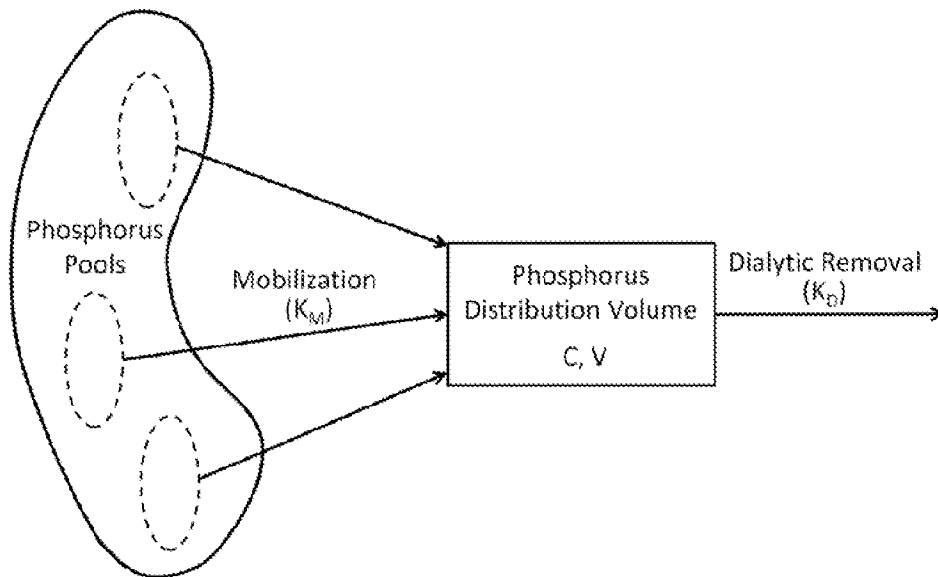 Phosphorus
Pools
Mobilization
(K_M)
Phosphorus
Distribution Volume
C, V
Dialytic Removal
(K_D)